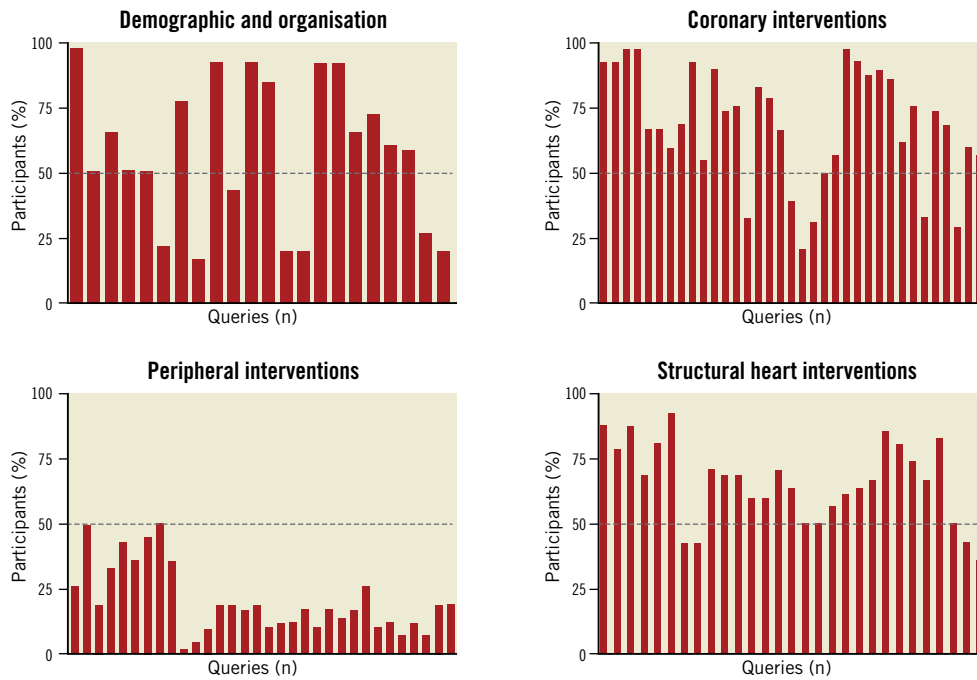 Demographic and organisation
100
75
50
25
0
Participants (%)
Queries (n)
Coronary interventions
100
75
50
25
0
Participants (%)
Queries (n)
Peripheral interventions
100
75
50
25
0
Participants (%)
Queries (n)
Structural heart interventions
100
75
50
25
0
Participants (%)
Queries (n)